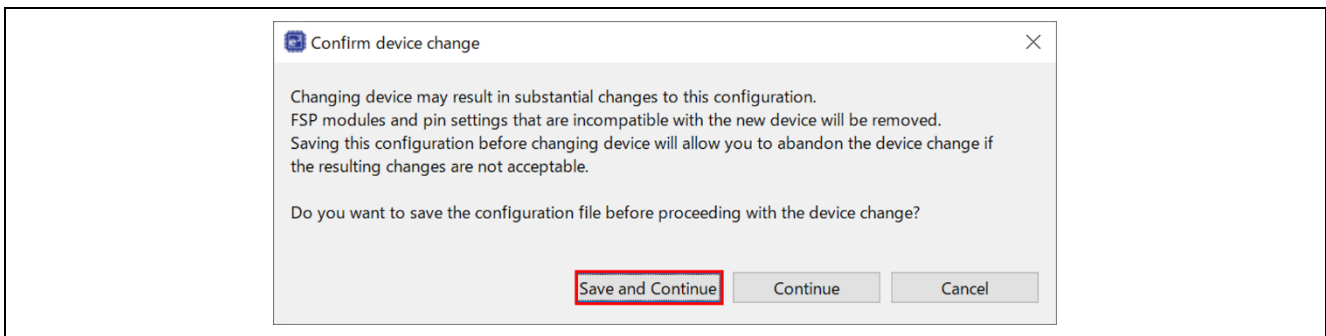 Confirm device change
Changing device may result in substantial changes to this configuration.
FSP modules and pin settings that are incompatible with the new device will be removed.
Saving this configuration before changing device will allow you to abandon the device change if
the resulting changes are not acceptable.
Do you want to save the configuration file before proceeding with the device change?
Save and Continue Continue Cancel